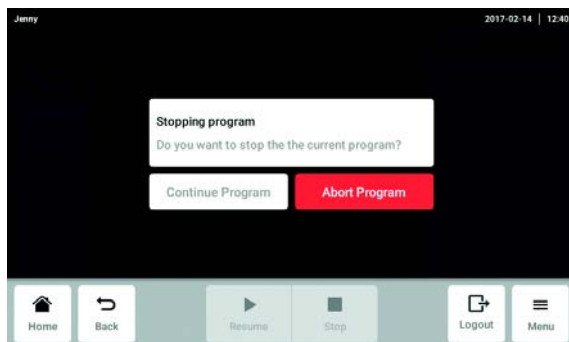 Jenny 2017-02-14 | 12:40
Stopping program
Do you want to stop the the current program?
Continue Program Abort Program
Home Back Resume Stop Logout Menu